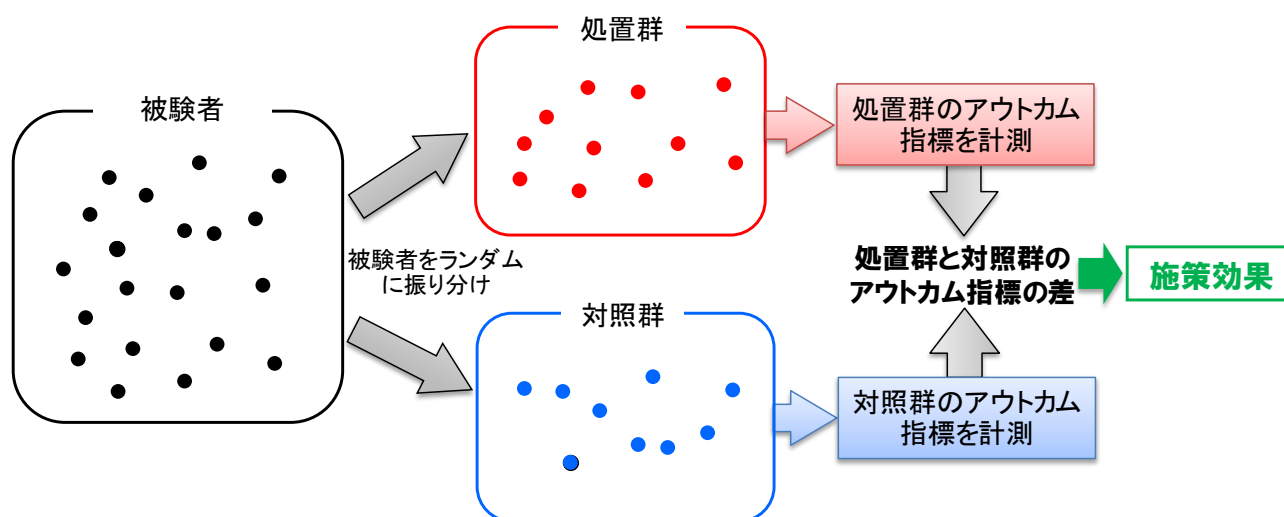 被験者
処置群
処置群のアウトカム
指標を計測
被験者をランダム
に振り分け
処置群と対照群の
アウトカム指標の差
施策効果
対照群
対照群のアウトカム
指標を計測